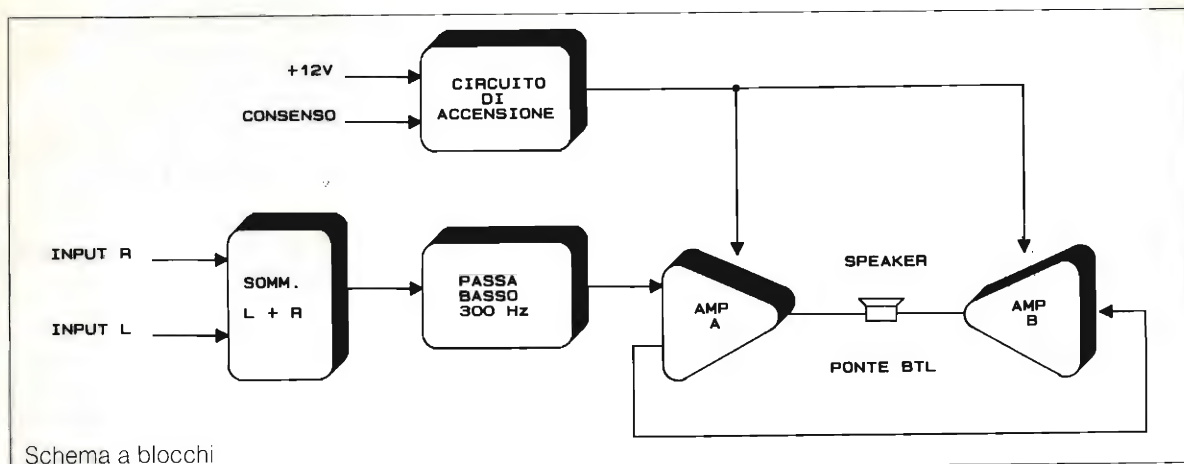 +12V
CONSENSO
CIRCUITO
DI
ACCENSIONE
INPUT R
INPUT L
SOMM.
L + R
PASSA
BASSO
300 Hz
AMP
A
SPEAKER
PONTE BTL
AMP
B
Schema a blocchi